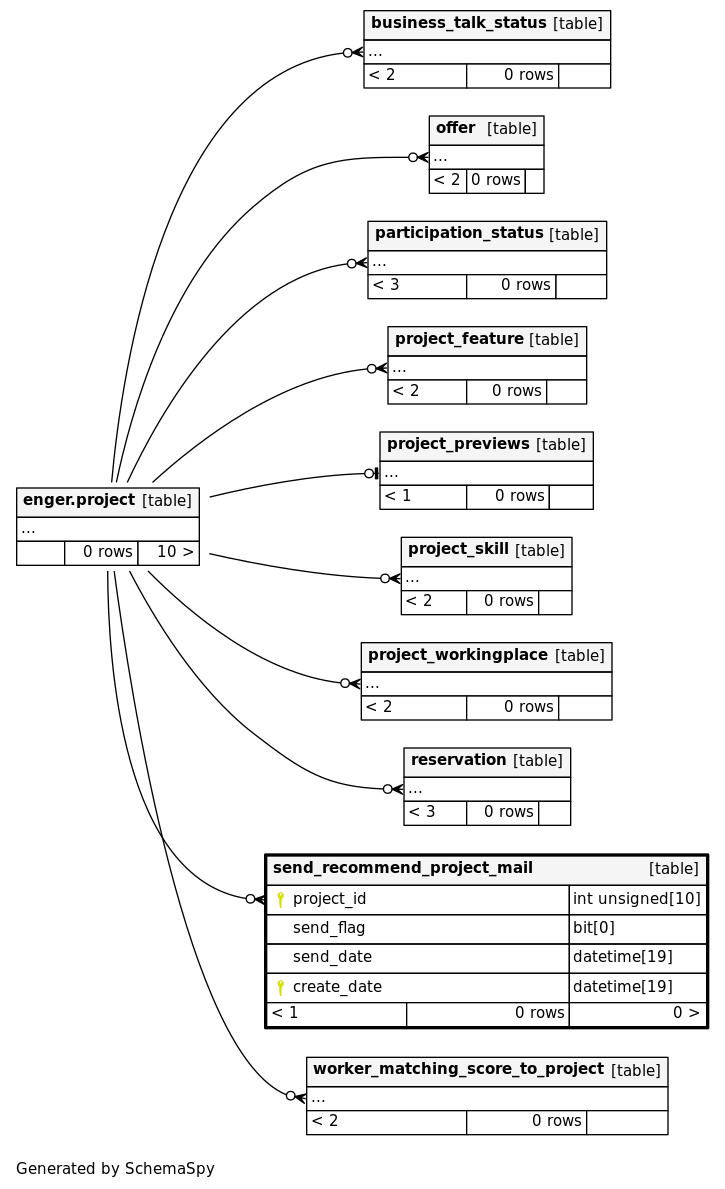 business_talk_status [table]
...
< 2 0 rows
offer [table]
...
< 2 0 rows
participation_status [table]
...
< 3 0 rows
project_feature [table]
...
< 2 0 rows
project_previews [table]
...
< 1 0 rows
enger.project [table]
...
0 rows 10 >
project_skill [table]
...
< 2 0 rows
project_workingplace [table]
...
< 2 0 rows
reservation [table]
...
< 3 0 rows
send_recommend_project_mail [table]
project_id int unsigned[10]
send_flag bit[0]
send_date datetime[19]
create_date datetime[19]
< 1 0 rows 0 >
worker_matching_score_to_project [table]
...
< 2 0 rows
Generated by SchemaSpy